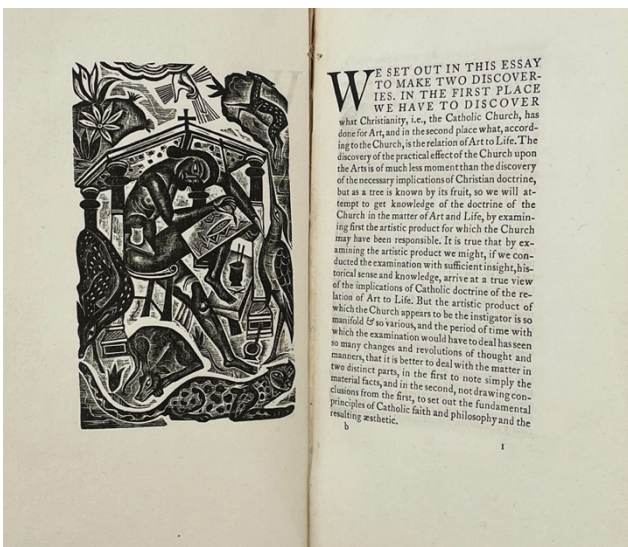 WE SET OUT IN THIS ESSAY
TO MAKE TWO DISCOVER-
IES. IN THE FIRST PLACE
WE HAVE TO DISCOVER
what Christianity, i.e., the Catholic Church, has
done for Art, and in the second place what, accord-
ing to the Church, is the relation of Art to Life. The
discovery of the practical effect of the Church upon
the Arts is of much less moment than the discovery
of the necessary implications of Christian doctrine,
but as a tree is known by its fruit, so we will at-
tempt to get knowledge of the doctrine of the
Church in the matter of Art and Life, by examin-
ing first the artistic product for which the Church
may have been responsible. It is true that by ex-
amining the artistic product we might, if we con-
ducted the examination with sufficient insight, his-
torical sense and knowledge, arrive at a true view
of the implications of Catholic doctrine of the re-
lation of Art to Life. But the artistic product of
which the Church appears to be the instigator is so
manifold & so various, and the period of time with
which the examination would have to deal has seen
so many changes and revolutions of thought and
manners, that it is better to deal with the matter in
two distinct parts, in the first to note simply the
material facts, and in the second, not drawing con-
clusions from the first, to set out the fundamental
principles of Catholic faith and philosophy and the
resulting æsthetic.
b
1